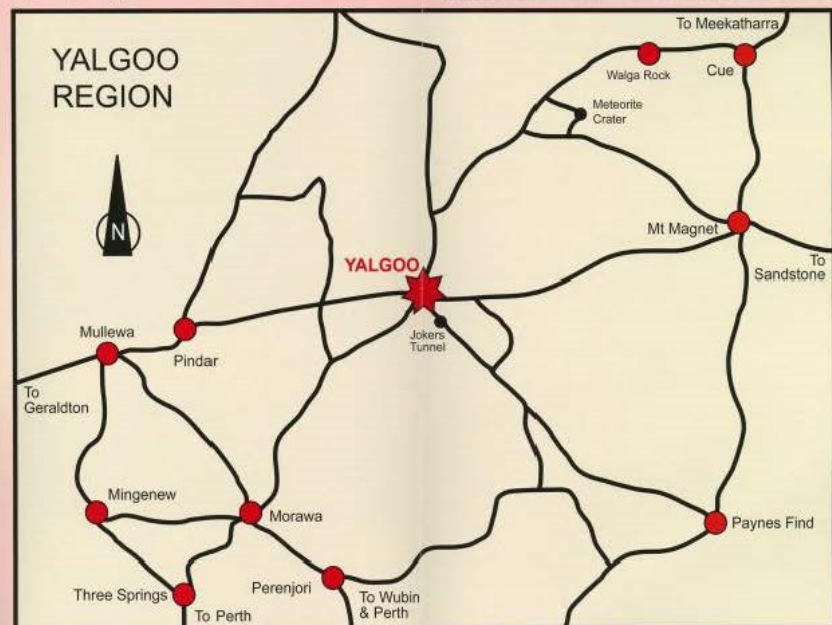 YALGOO
REGION
N
To Meekatharra
Walga Rock
Cue
Meteorite
Crater
Mt Magnet
To
Sandstone
YALGOO
Jokers
Tunnel
Mullewa
Pindar
To
Geraldton
Mingenew
Morawa
Paynes Find
Three Springs
To Perth
Perenjori
To Wubin
& Perth